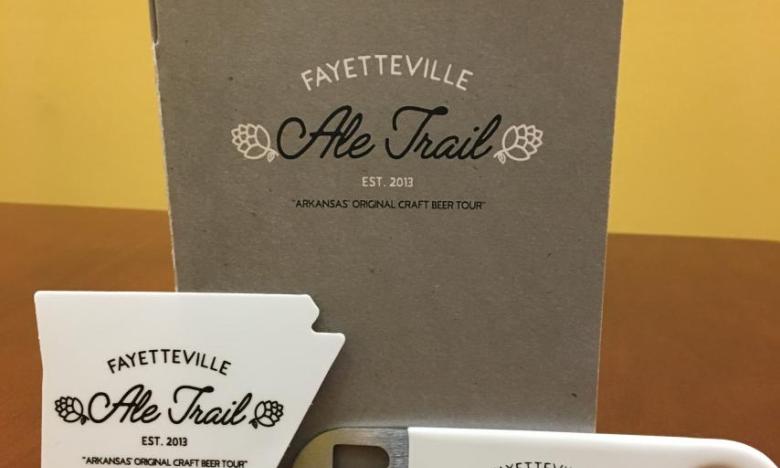 FAYETTEVILLE
Ale Trail
EST. 2013
"ARKANSAS' ORIGINAL CRAFT BEER TOUR"
FAYETTEVILLE
Ale Trail
EST. 2013
"ARKANSAS' ORIGINAL CRAFT BEER TOUR"
FAYETTEVILLE